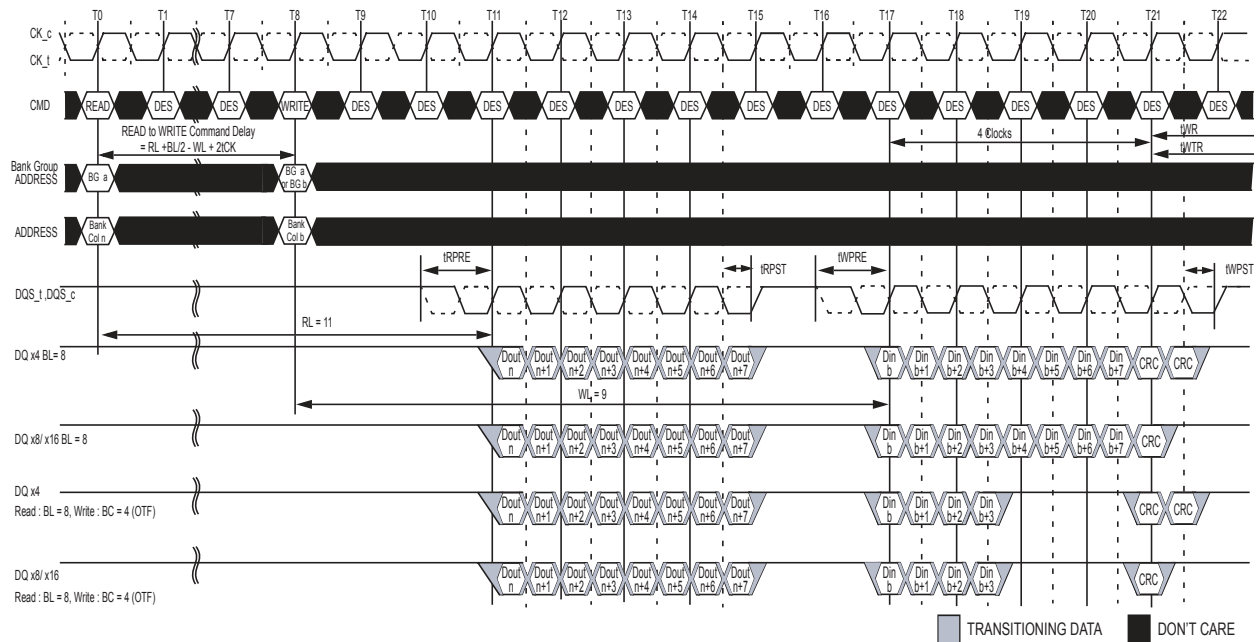 T0 T1 T7 T8 T9 T10 T11 T12 T13 T14 T15 T16 T17 T18 T19 T20 T21 T22
CK_c
CK_t
CMD READ DES DES WRITE DES DES DES DES DES DES DES DES DES DES DES DES DES DES
READ to WRITE Command Delay
= RL +BL/2 - WL + 2tCK
4 Clocks
tWR
tWTR
Bank Group
ADDRESS
BG a
BG a
or BG b
ADDRESS
Bank
Col n
Bank
Col b
tRPRE tRPST tWPRE tWPST
DQS_t ,DQS_c
RL = 11
DQ x4 BL= 8
Dout n Dout n+1 Dout n+2 Dout n+3 Dout n+4 Dout n+5 Dout n+6 Dout n+7 Din b Din b+1 Din b+2 Din b+3 Din b+4 Din b+5 Din b+6 Din b+7 CRC CRC
WL = 9
DQ x8/ x16 BL = 8
Dout n Dout n+1 Dout n+2 Dout n+3 Dout n+4 Dout n+5 Dout n+6 Dout n+7 Din b Din b+1 Din b+2 Din b+3 Din b+4 Din b+5 Din b+6 Din b+7 CRC
DQ x4
Read : BL = 8, Write : BC = 4 (OTF)
Dout n Dout n+1 Dout n+2 Dout n+3 Dout n+4 Dout n+5 Dout n+6 Dout n+7 Din b Din b+1 Din b+2 Din b+3 CRC CRC
DQ x8/ x16
Read : BL = 8, Write : BC = 4 (OTF)
Dout n Dout n+1 Dout n+2 Dout n+3 Dout n+4 Dout n+5 Dout n+6 Dout n+7 Din b Din b+1 Din b+2 Din b+3 CRC
TRANSITIONING DATA DON'T CARE